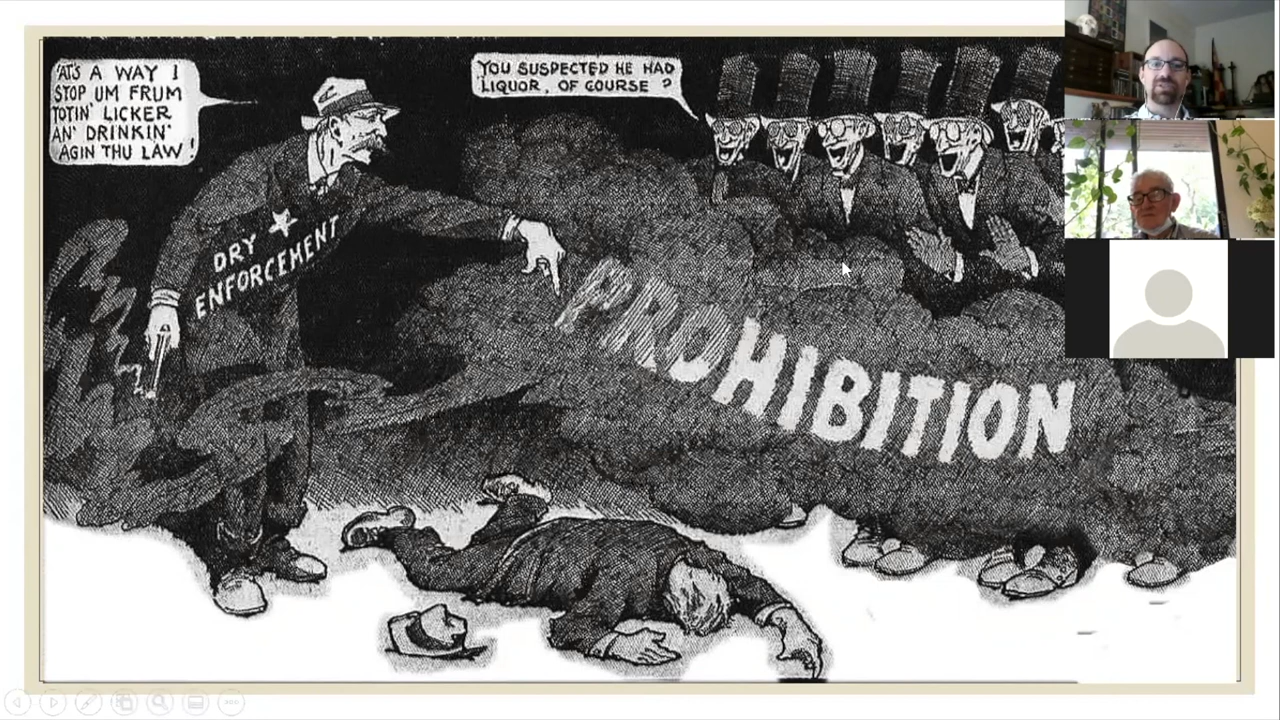 'ATS A WAY I
STOP UM FRUM
TOTIN' LICKER
AN' DRINKIN'
AGIN THU LAW!
YOU SUSPECTED HE HAD
LIQUOR, OF COURSE ?
DRY
ENFORCEMENT
PROHIBITION